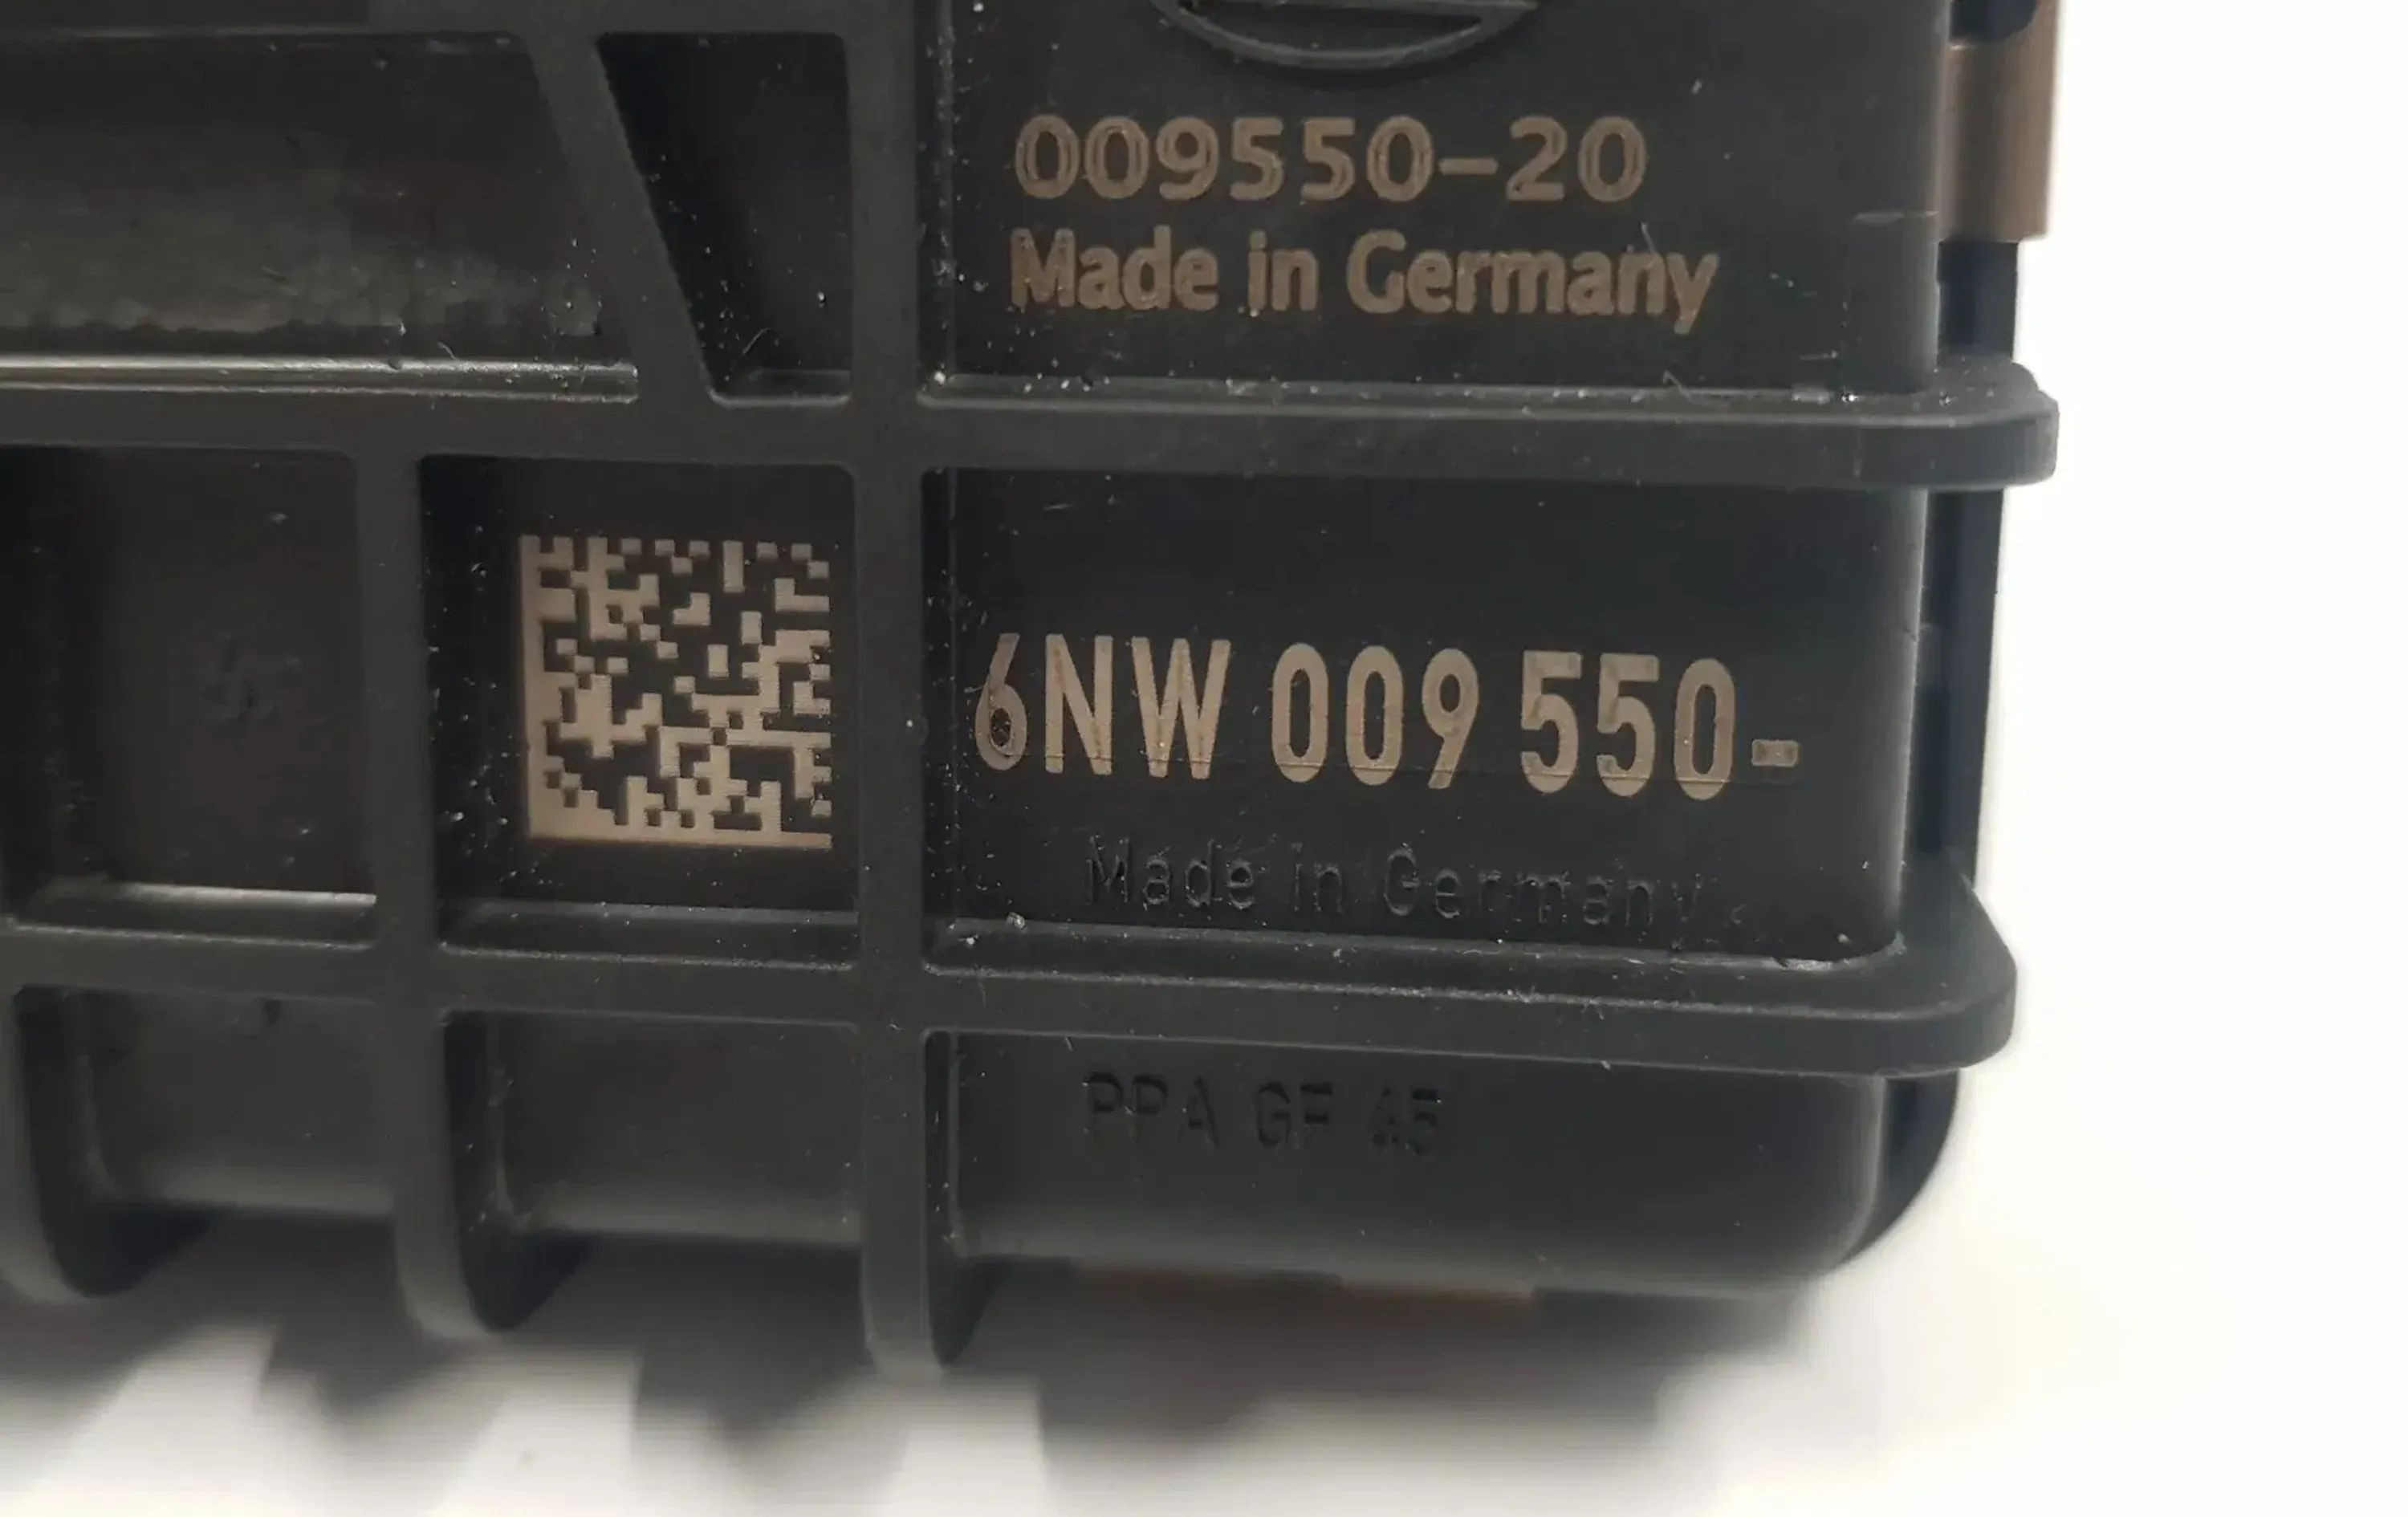 009550-20
Made in Germany
6NW 009 550-
Made in Germany
PPA GF 45